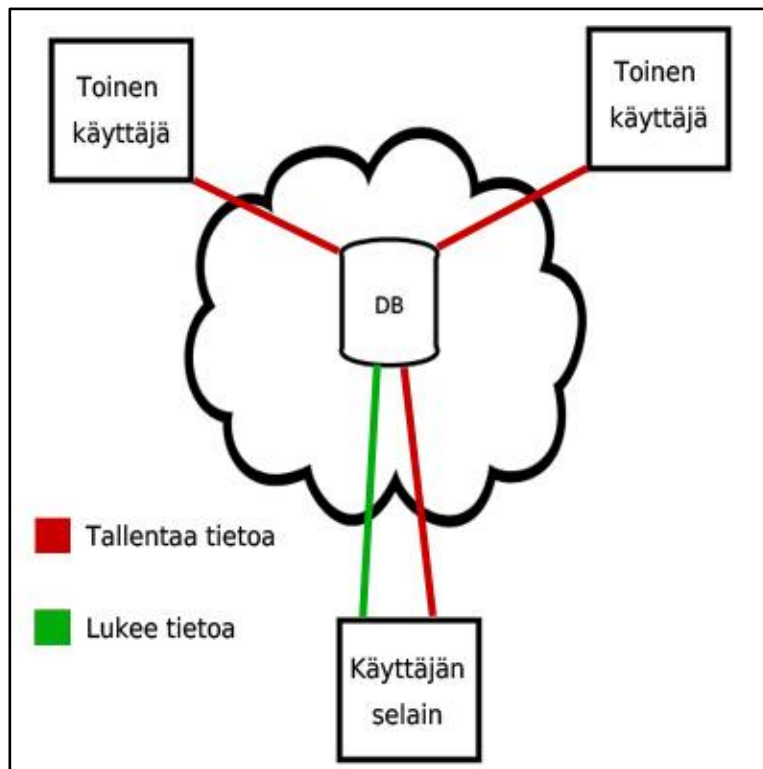 Toinen
käyttäjä
Toinen
käyttäjä
DB
Tallentaa tietoa
Lukee tietoa
Käyttäjän
selain